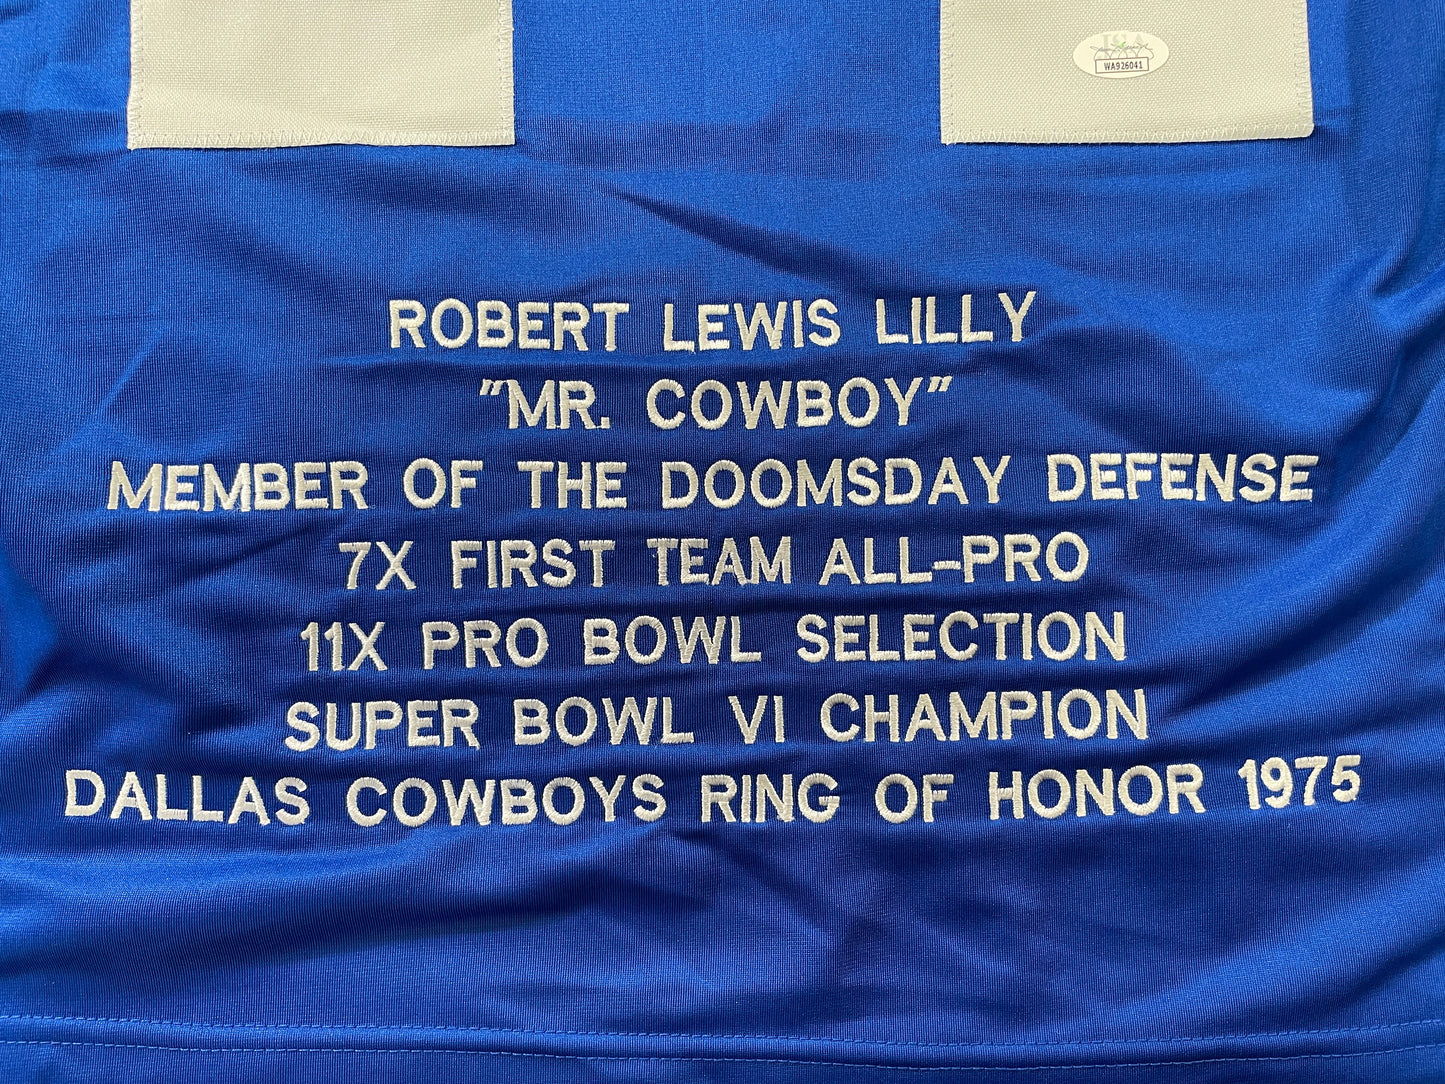 JSA
WA926041
ROBERT LEWIS LILLY
"MR. COWBOY"
MEMBER OF THE DOOMSDAY DEFENSE
7X FIRST TEAM ALL-PRO
11X PRO BOWL SELECTION
SUPER BOWL VI CHAMPION
DALLAS COWBOYS RING OF HONOR 1975